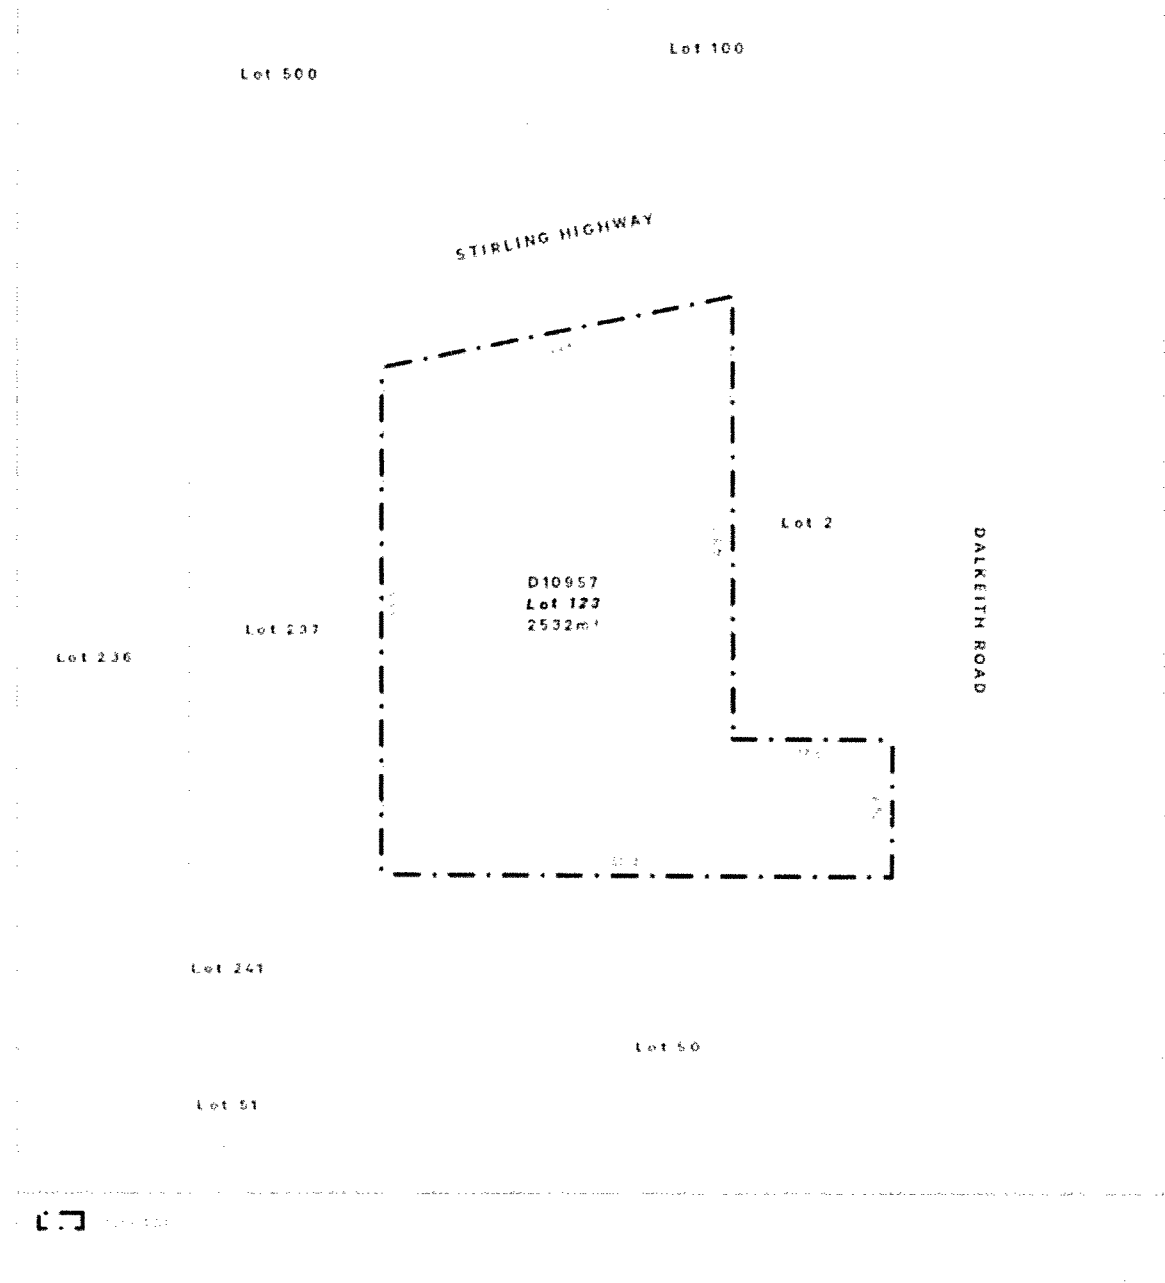 Lot 100
Lot 500
STIRLING HIGHWAY
Lot 2
DALKEITH ROAD
D10957
Lot 123
2532m²
Lot 237
Lot 236
Lot 241
Lot 50
Lot 51